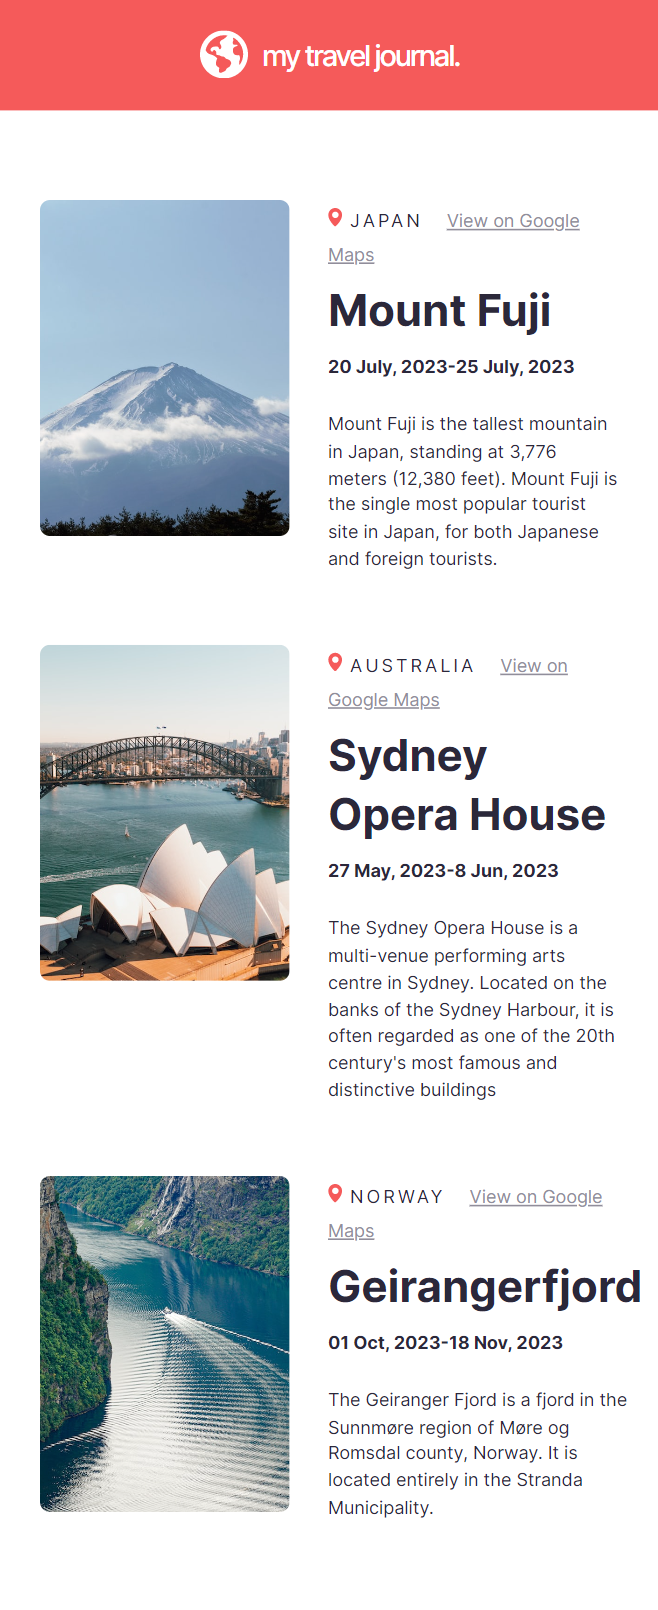 my travel journal.
JAPAN View on Google
Maps
Mount Fuji
20 July, 2023-25 July, 2023
Mount Fuji is the tallest mountain
in Japan, standing at 3,776
meters (12,380 feet). Mount Fuji is
the single most popular tourist
site in Japan, for both Japanese
and foreign tourists.
AUSTRALIA View on
Google Maps
Sydney
Opera House
27 May, 2023-8 Jun, 2023
The Sydney Opera House is a
multi-venue performing arts
centre in Sydney. Located on the
banks of the Sydney Harbour, it is
often regarded as one of the 20th
century's most famous and
distinctive buildings
NORWAY View on Google
Maps
Geirangerfjord
01 Oct, 2023-18 Nov, 2023
The Geiranger Fjord is a fjord in the
Sunnmøre region of Møre og
Romsdal county, Norway. It is
located entirely in the Stranda
Municipality.